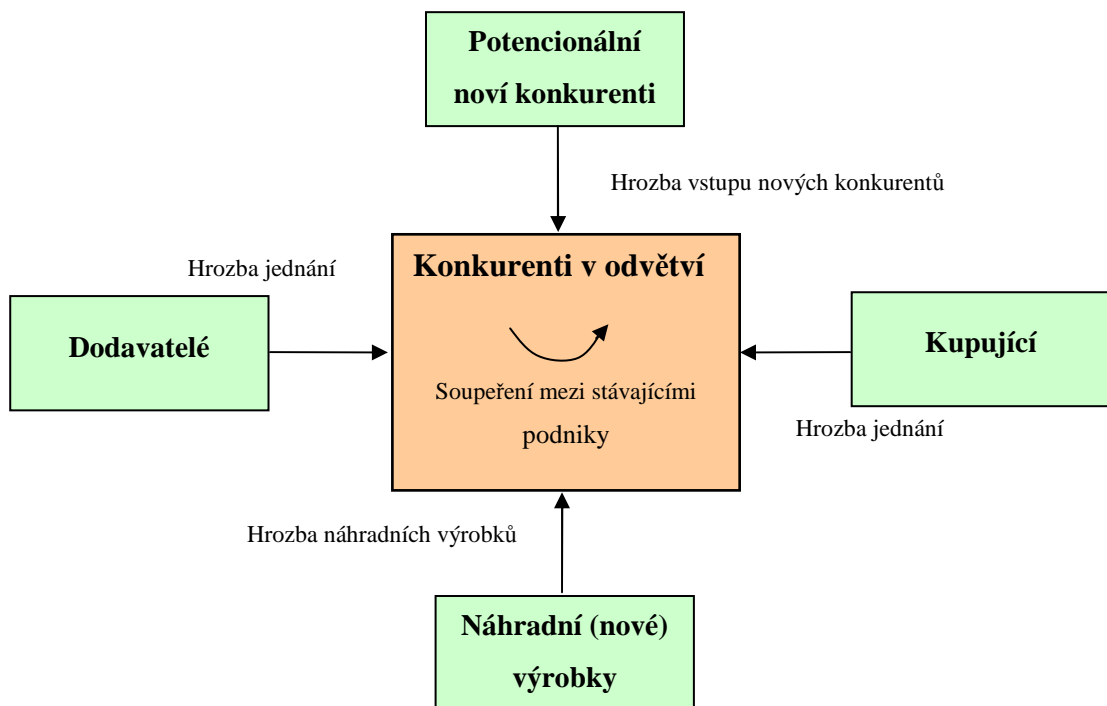 Potencionální
noví konkurenti
Hrozba vstupu nových konkurentů
Konkurenti v odvětví
Hrozba jednání
Dodavatelé
Kupující
Soupeření mezi stávajícími
podniky
Hrozba jednání
Hrozba náhradních výrobků
Náhradní (nové)
výrobky